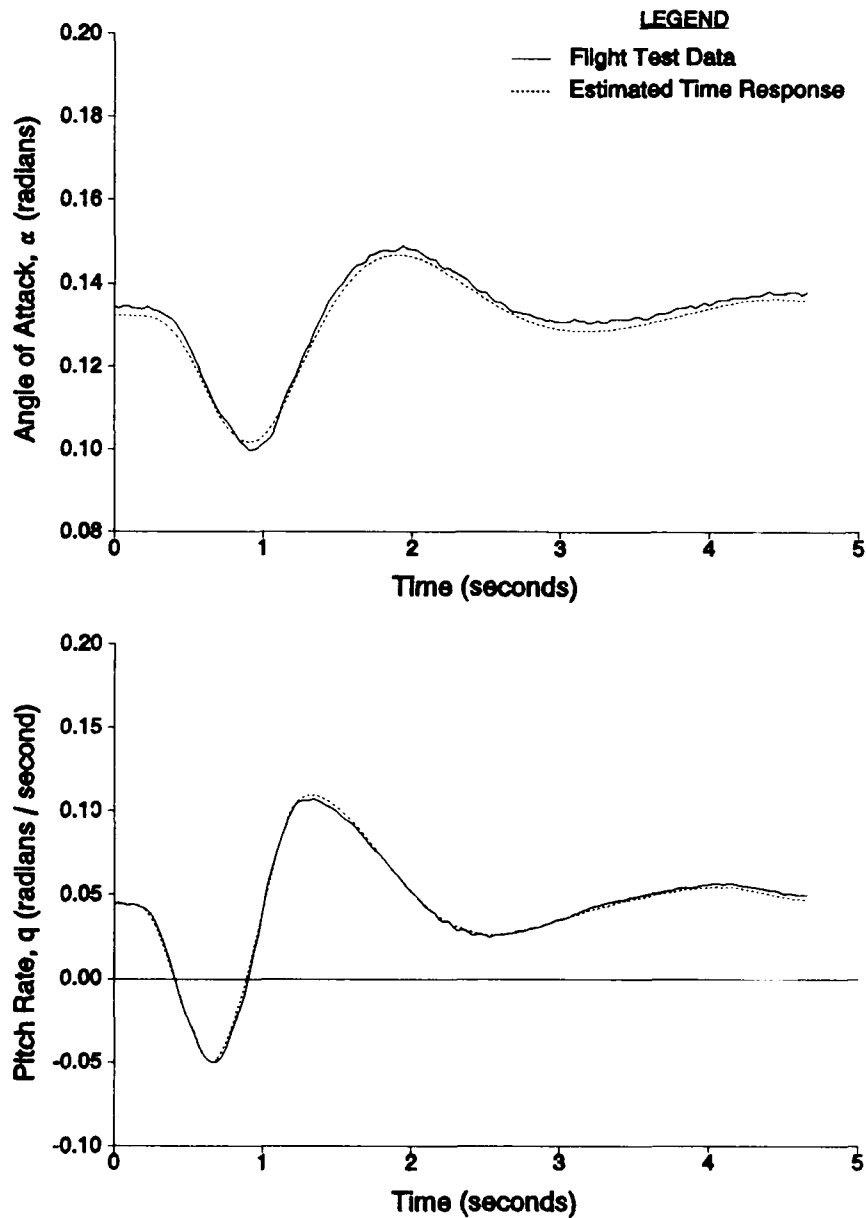 LEGEND
Flight Test Data
Estimated Time Response
0.20
0.18
0.16
0.14
0.12
0.10
0.08
Angle of Attack, α (radians)
0 1 2 3 4 5
Time (seconds)
0.20
0.15
0.10
0.05
0.00
-0.05
-0.10
Pitch Rate, q (radians / second)
0 1 2 3 4 5
Time (seconds)